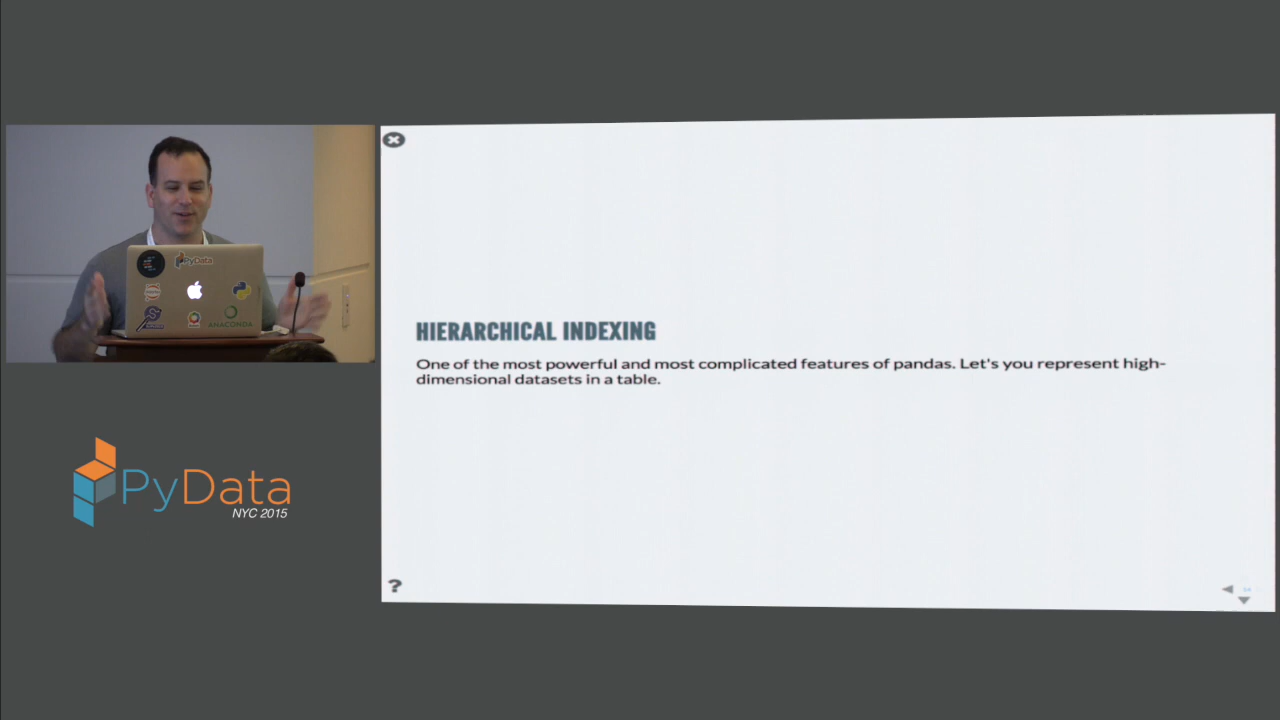 PyData
ANACONDA
HIERARCHICAL INDEXING
One of the most powerful and most complicated features of pandas. Let's you represent high-
dimensional datasets in a table.
?
PyData
NYC 2015